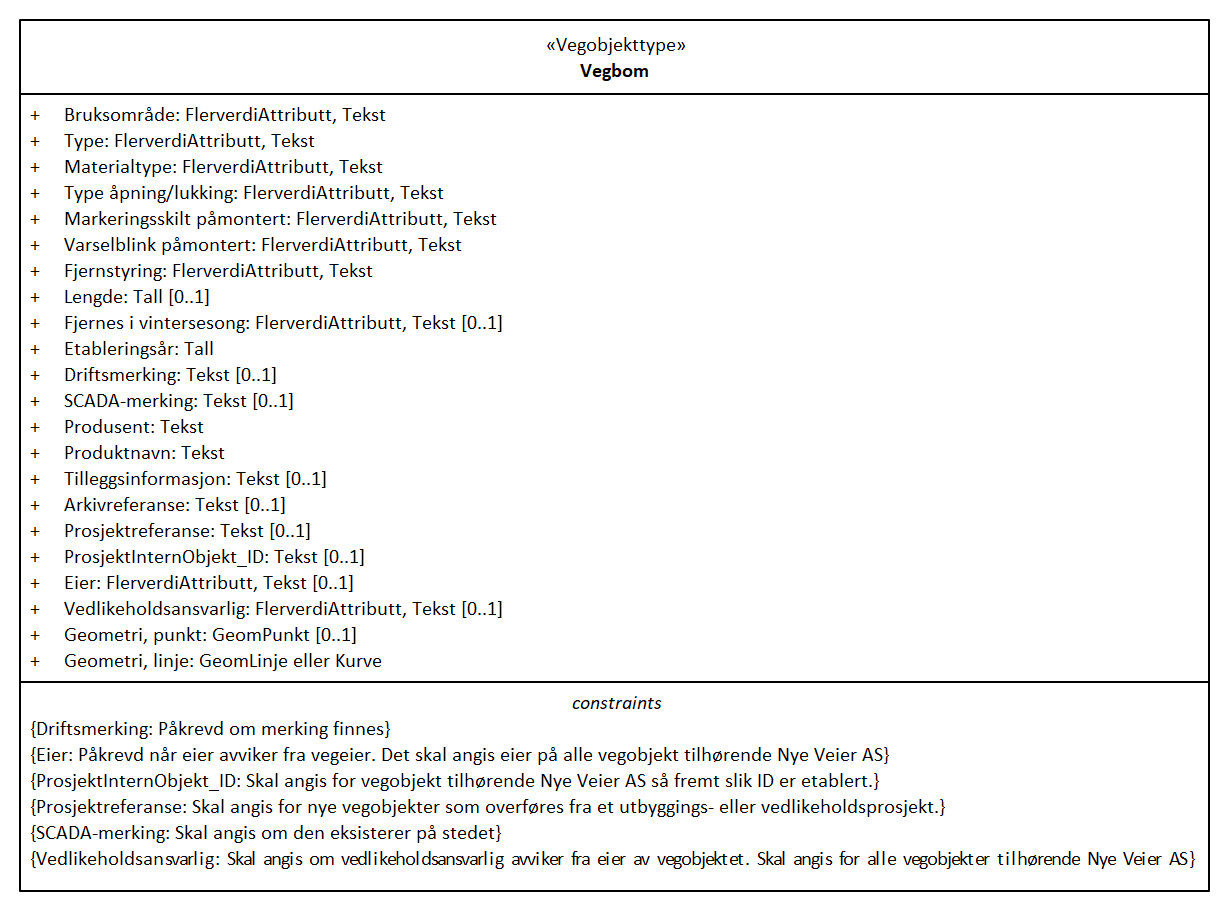 «Vegobjekttype»
Vegbom
+ Bruksområde: FlerverdiAttributt, Tekst
+ Type: FlerverdiAttributt, Tekst
+ Materialtype: FlerverdiAttributt, Tekst
+ Type åpning/lukking: FlerverdiAttributt, Tekst
+ Markeringsskilt påmontert: FlerverdiAttributt, Tekst
+ Varselblink påmontert: FlerverdiAttributt, Tekst
+ Fjernstyring: FlerverdiAttributt, Tekst
+ Lengde: Tall [0..1]
+ Fjernes i vintersesong: FlerverdiAttributt, Tekst [0..1]
+ Etableringsår: Tall
+ Driftsmerking: Tekst [0..1]
+ SCADA-merking: Tekst [0..1]
+ Produsent: Tekst
+ Produktnavn: Tekst
+ Tilleggsinformasjon: Tekst [0..1]
+ Arkivreferanse: Tekst [0..1]
+ Prosjektreferanse: Tekst [0..1]
+ ProsjektInternObjekt_ID: Tekst [0..1]
+ Eier: FlerverdiAttributt, Tekst [0..1]
+ Vedlikeholdsansvarlig: FlerverdiAttributt, Tekst [0..1]
+ Geometri, punkt: GeomPunkt [0..1]
+ Geometri, linje: GeomLinje eller Kurve
constraints
{Driftsmerking: Påkrevd om merking finnes}
{Eier: Påkrevd når eier avviker fra vegeier. Det skal angis eier på alle vegobjekt tilhørende Nye Veier AS}
{ProsjektInternObjekt_ID: Skal angis for vegobjekt tilhørende Nye Veier AS så fremt slik ID er etablert.}
{Prosjektreferanse: Skal angis for nye vegobjekter som overføres fra et utbyggings- eller vedlikeholdsprosjekt.}
{SCADA-merking: Skal angis om den eksisterer på stedet}
{Vedlikeholdsansvarlig: Skal angis om vedlikeholdsansvarlig avviker fra eier av vegobjektet. Skal angis for alle vegobjekter tilhørende Nye Veier AS}